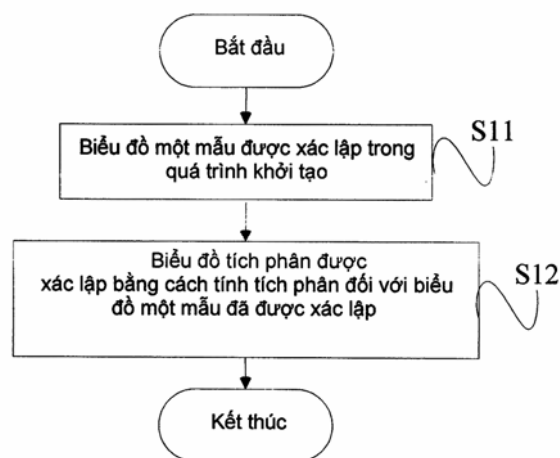 Bắt đầu
Biểu đồ một mẫu được xác lập trong
quá trình khởi tạo
S11
Biểu đồ tích phân được
xác lập bằng cách tính tích phân đối với biểu
đồ một mẫu đã được xác lập
S12
Kết thúc